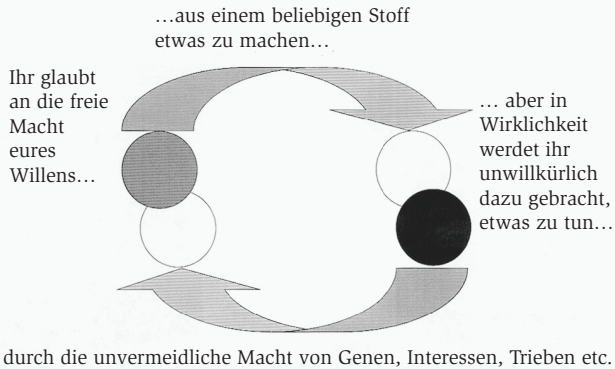 …aus einem beliebigen Stoff
etwas zu machen…
Ihr glaubt
an die freie
Macht
eures
Willens…
… aber in
Wirklichkeit
werdet ihr
unwillkürlich
dazu gebracht,
etwas zu tun…
durch die unvermeidliche Macht von Genen, Interessen, Trieben etc.